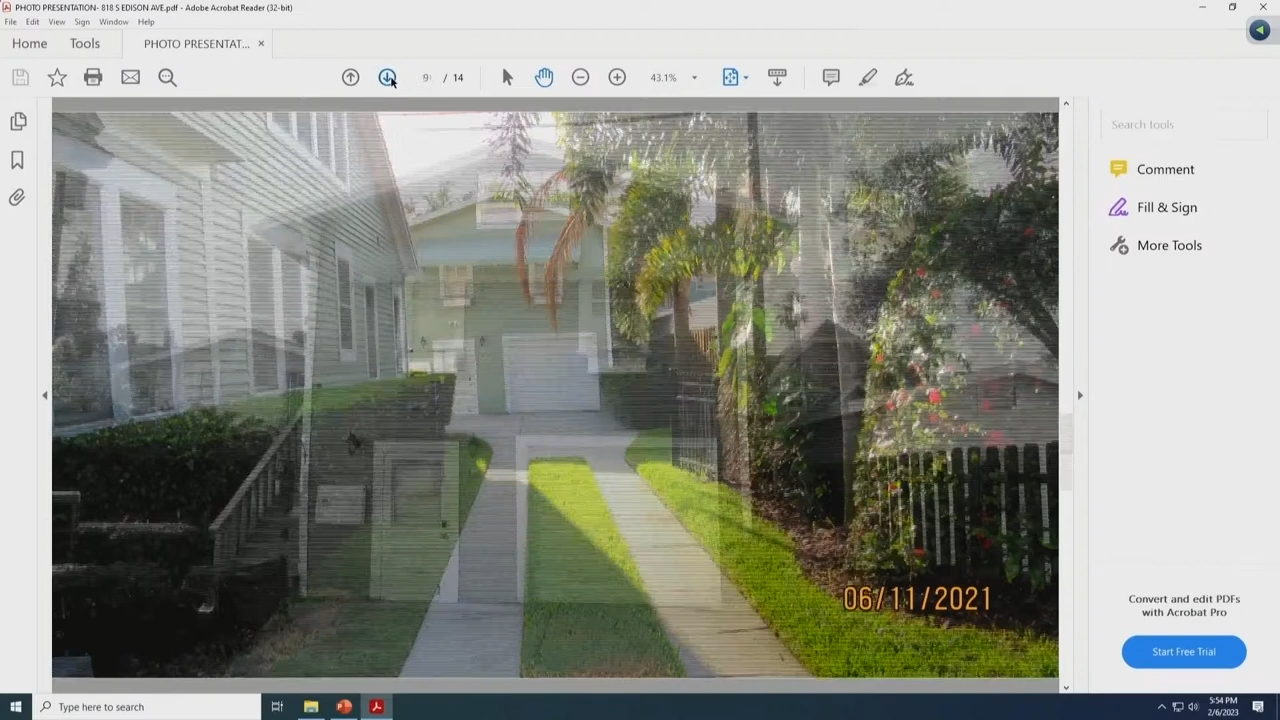 PHOTO PRESENTATION- 818 S EDISON AVE.pdf - Adobe Acrobat Reader (32-bit)
File Edit View Sign Window Help
Home Tools PHOTO PRESENTAT... ×
/ 14 43.1%
Search tools
Comment
Fill & Sign
More Tools
06/11/2021
Convert and edit PDFs
with Acrobat Pro
Start Free Trial
Type here to search
5:54 PM
2/6/2023